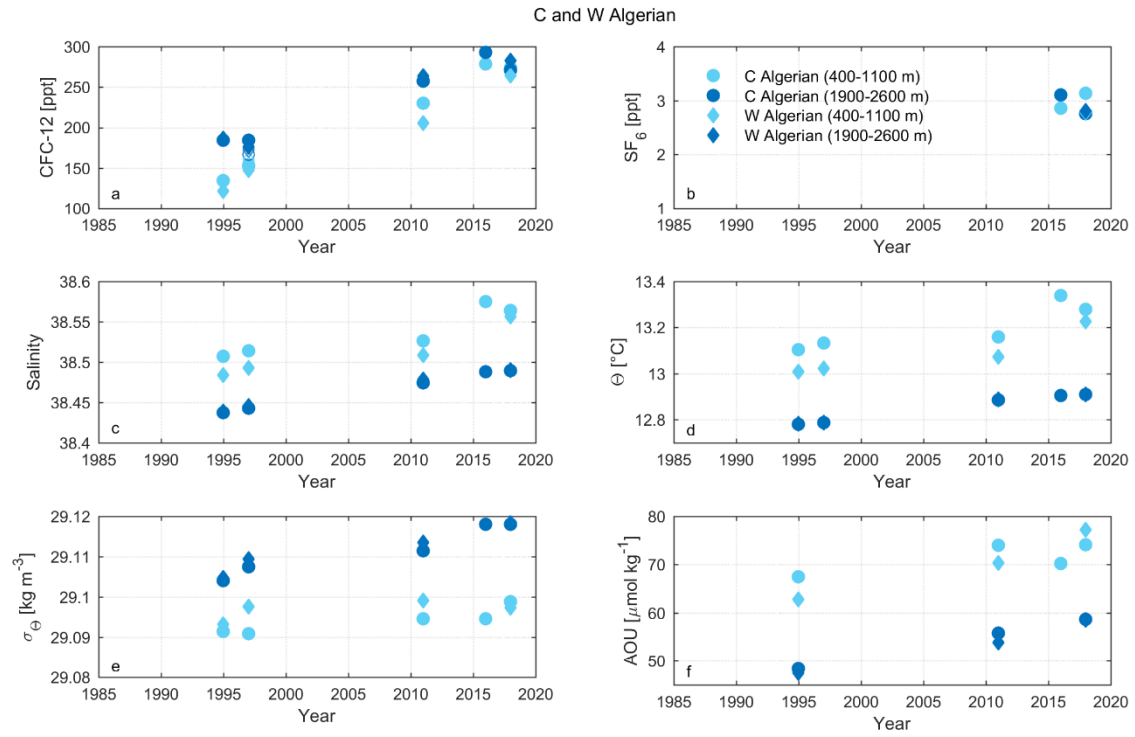 C and W Algerian
300
250
200
150
100
CFC-12 [ppt]
a
1985 1990 1995 2000 2005 2010 2015 2020
Year
4
3
2
1
SF6 [ppt]
C Algerian (400-1100 m)
C Algerian (1900-2600 m)
W Algerian (400-1100 m)
W Algerian (1900-2600 m)
b
1985 1990 1995 2000 2005 2010 2015 2020
Year
38.6
38.55
38.5
38.45
38.4
Salinity
c
1985 1990 1995 2000 2005 2010 2015 2020
Year
13.4
13.2
13
12.8
Θ [°C]
d
1985 1990 1995 2000 2005 2010 2015 2020
Year
29.12
29.11
29.1
29.09
29.08
σΘ [kg m-3]
e
1985 1990 1995 2000 2005 2010 2015 2020
Year
80
70
60
50
AOU [μmol kg-1]
f
1985 1990 1995 2000 2005 2010 2015 2020
Year